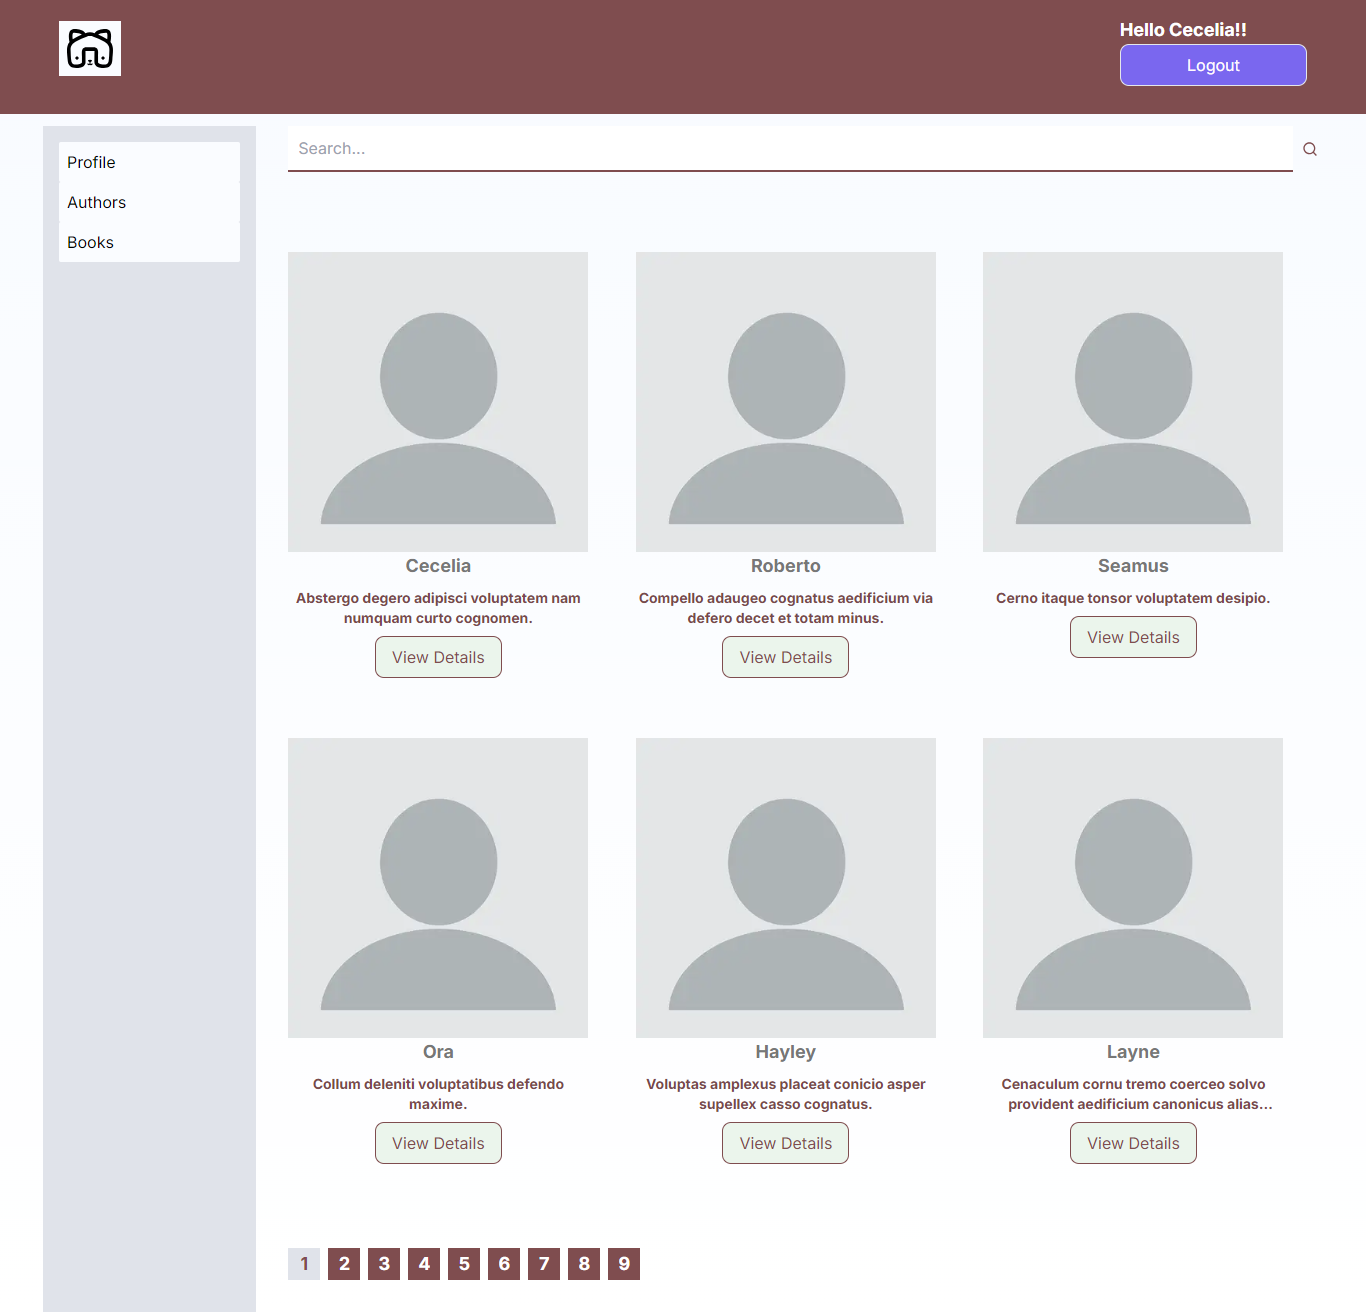 Hello Cecelia!!
Logout
Profile
Authors
Books
Search...
Cecelia
Abstergo degero adipisci voluptatem nam
numquam curto cognomen.
View Details
Roberto
Compello adaugeo cognatus aedificium via
defero decet et totam minus.
View Details
Seamus
Cerno itaque tonsor voluptatem desipio.
View Details
Ora
Collum deleniti voluptatibus defendo
maxime.
View Details
Hayley
Voluptas amplexus placeat conicio asper
supellex casso cognatus.
View Details
Layne
Cenaculum cornu tremo coerceo solvo
provident aedificium canonicus alias...
View Details
1 2 3 4 5 6 7 8 9